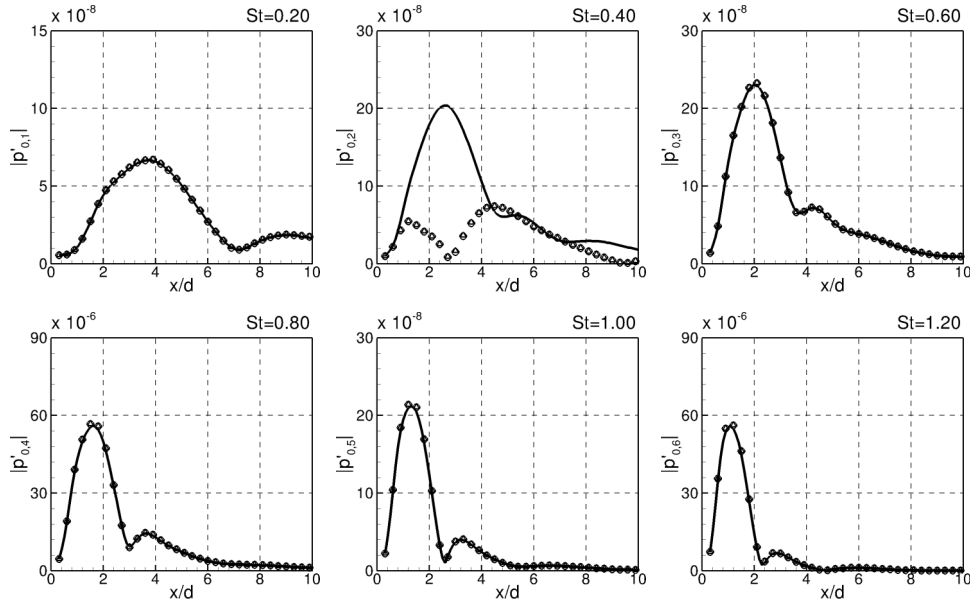 x 10⁻⁸ St=0.20
15
10
5
0
|p'₀,₁|
0 2 4 6 8 10
x/d
x 10⁻⁸ St=0.40
30
20
10
0
|p'₀,₂|
0 2 4 6 8 10
x/d
x 10⁻⁸ St=0.60
30
20
10
0
|p'₀,₃|
0 2 4 6 8 10
x/d
x 10⁻⁶ St=0.80
90
60
30
0
|p'₀,₄|
0 2 4 6 8 10
x/d
x 10⁻⁸ St=1.00
30
20
10
0
|p'₀,₅|
0 2 4 6 8 10
x/d
x 10⁻⁶ St=1.20
90
60
30
0
|p'₀,₆|
0 2 4 6 8 10
x/d